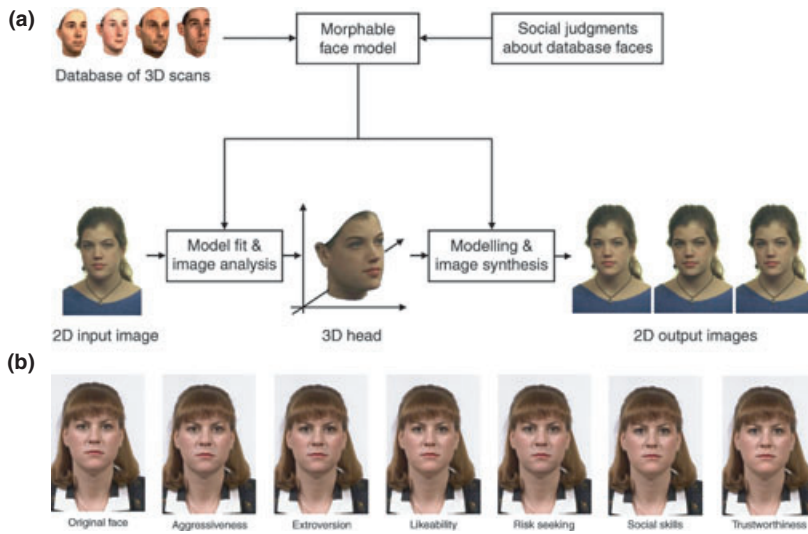 (a)
Morphable
face model
Social judgments
about database faces
Database of 3D scans
Model fit &
image analysis
Modelling &
image synthesis
2D input image
3D head
2D output images
(b)
Original face
Aggressiveness
Extroversion
Likeability
Risk seeking
Social skills
Trustworthiness